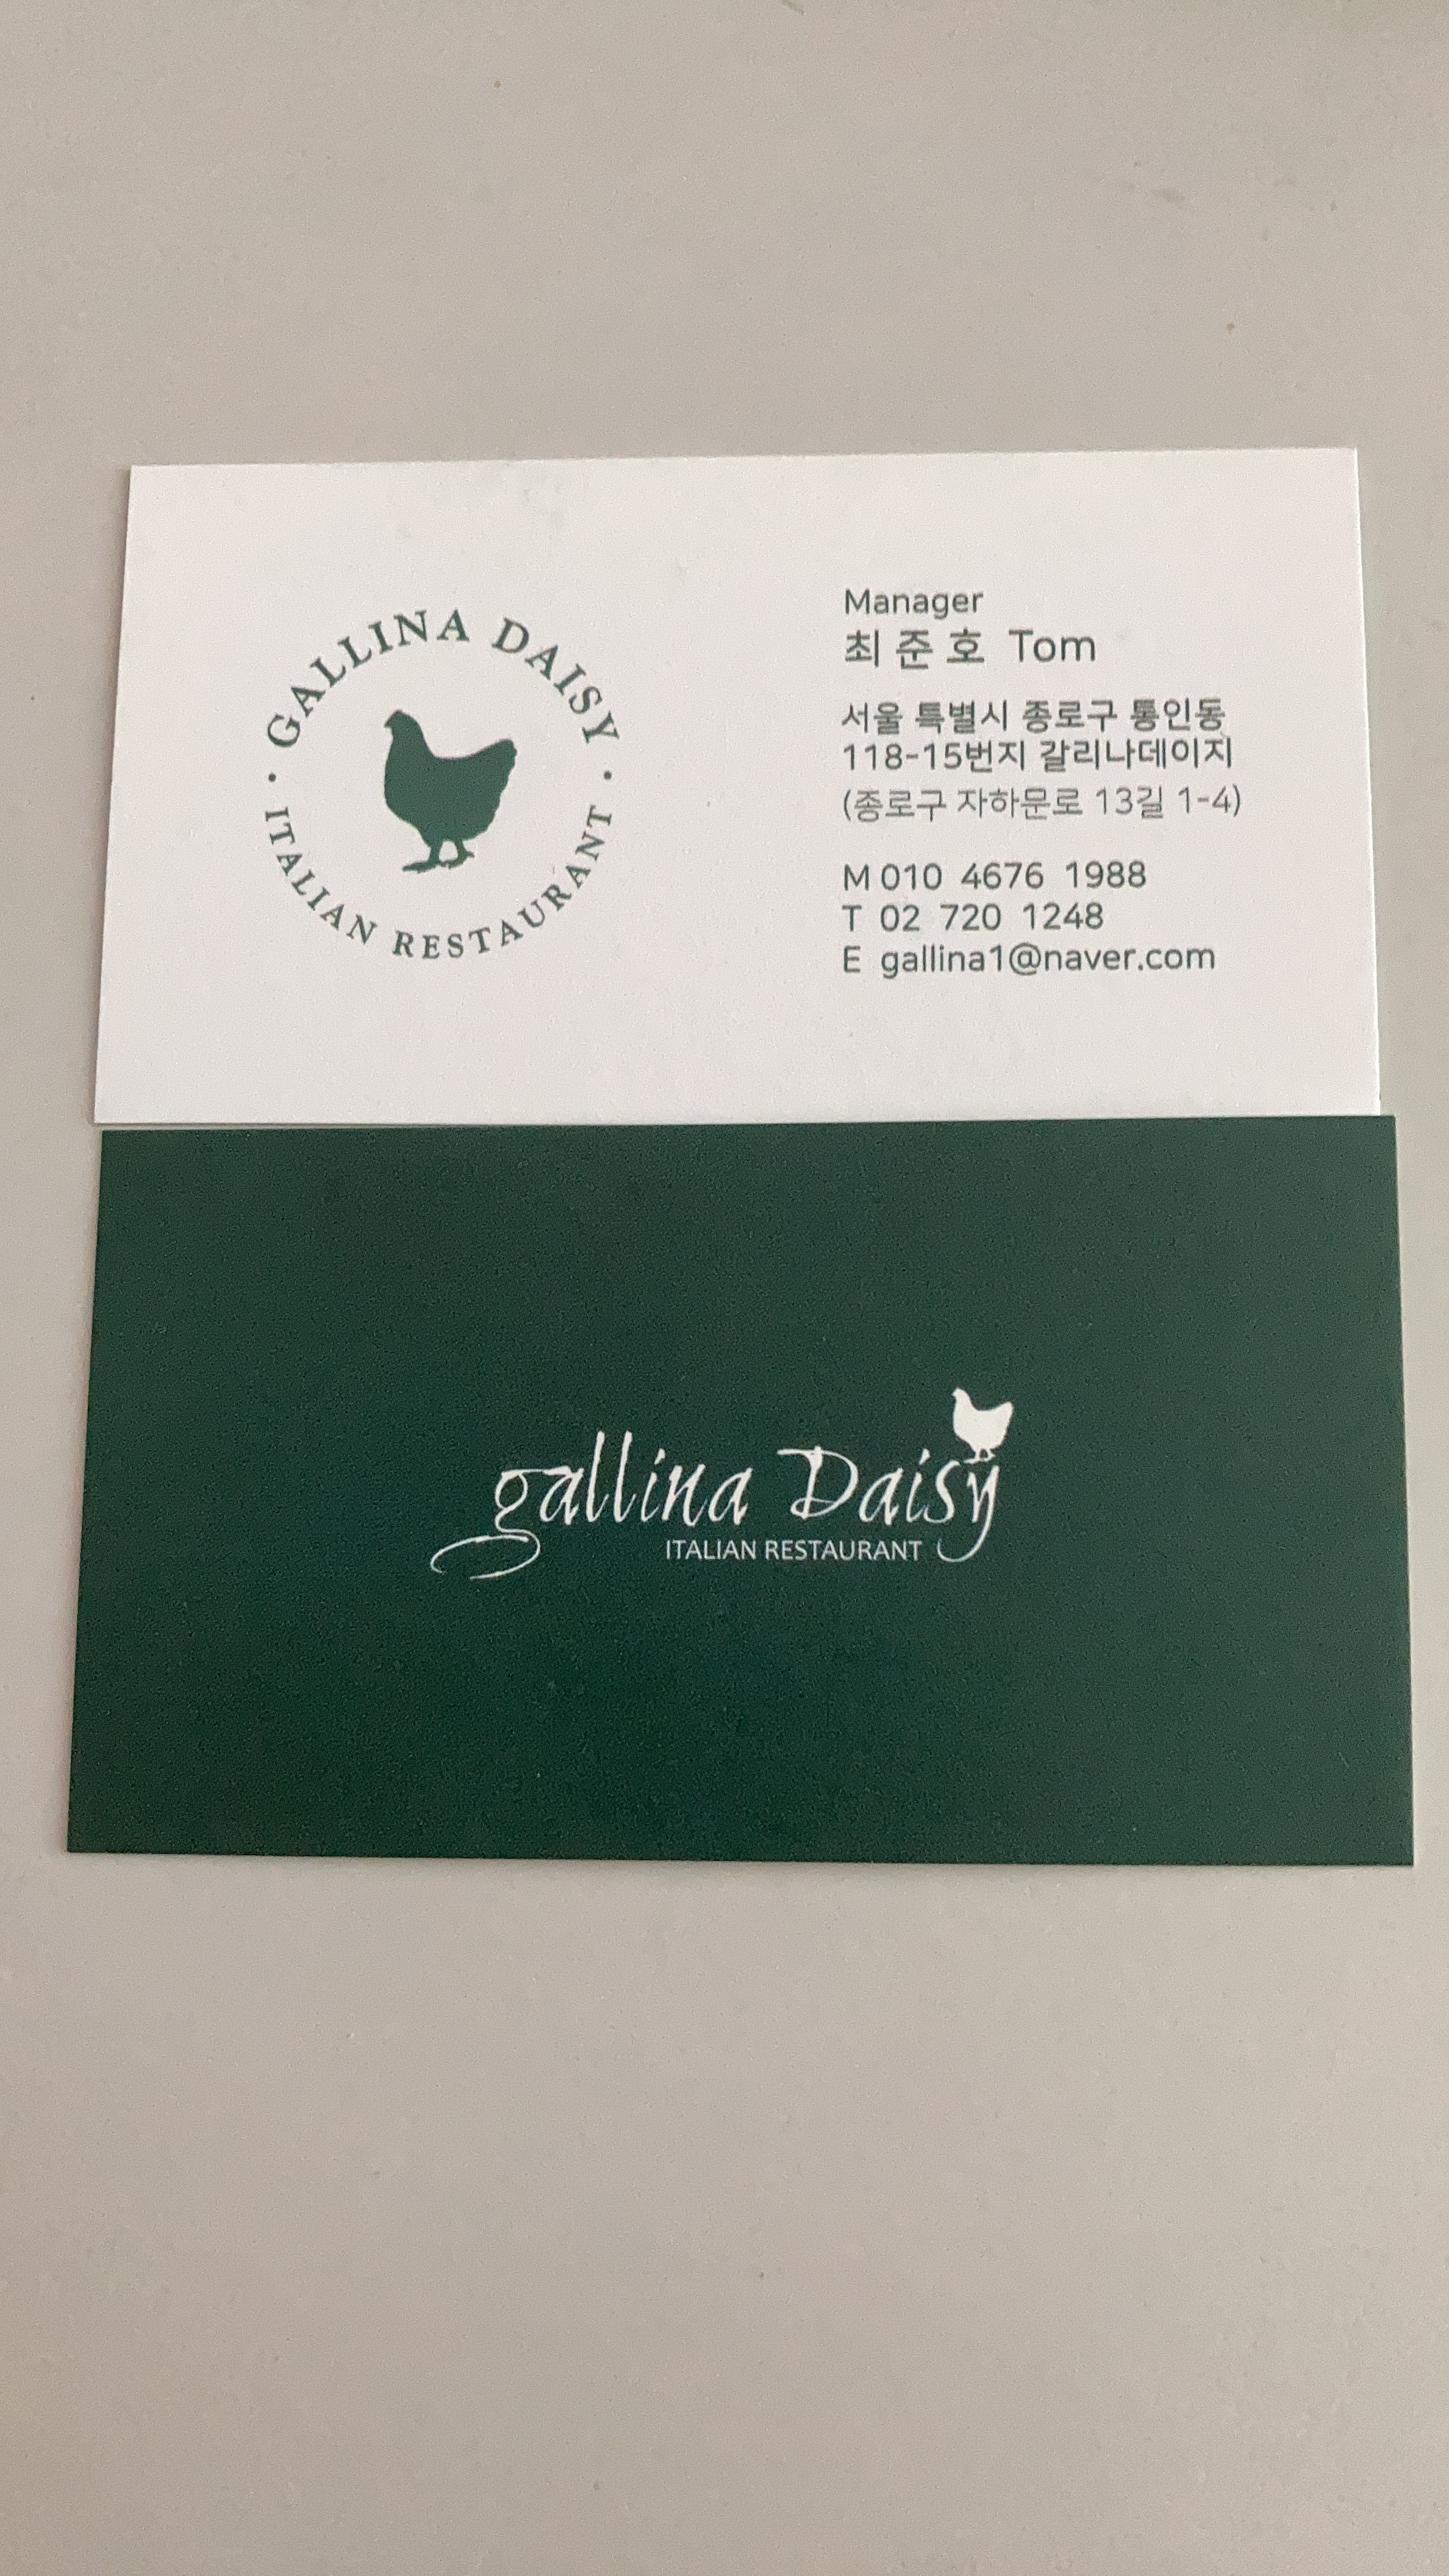 GALLINA DAISY
ITALIAN RESTAURANT
Manager
최 준 호 Tom
서울 특별시 종로구 통인동
118-15번지 갈리나데이지
(종로구 자하문로 13길 1-4)
M 010 4676 1988
T 02 720 1248
E gallina1@naver.com
gallina Daisy
ITALIAN RESTAURANT